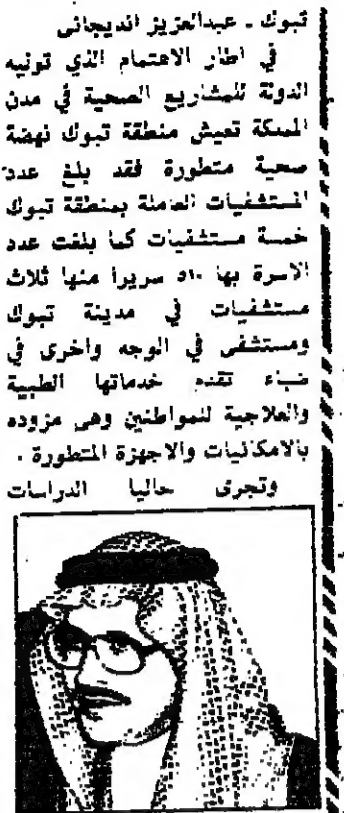 تبوك ـ عبدالعزيز الديجانى
في اطار الاهتمام الذي توليه
الدولة للمشاريع الصحية في مدن
المملكة تعيش منطقة تبوك نهضة
صحية متطورة فقد بلغ عدد
المستشفيات العاملة بمنطقة تبوك
خمسة مستشفيات كما بلغت عدد
الاسرة بها ٥١٠ سريرا منها ثلاث
مستشفيات في مدينة تبوك
ومستشفى في الوجه واخرى في
ضباء تقدم خدماتها الطبية
والعلاجية للمواطنين وهى مزوده
بالامكانيات والاجهزة المتطورة .
وتجرى حاليا الدراسات